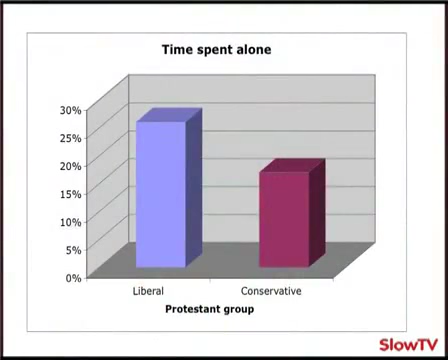 Time spent alone
30%
25%
20%
15%
10%
5%
0%
Liberal
Conservative
Protestant group
SlowTV